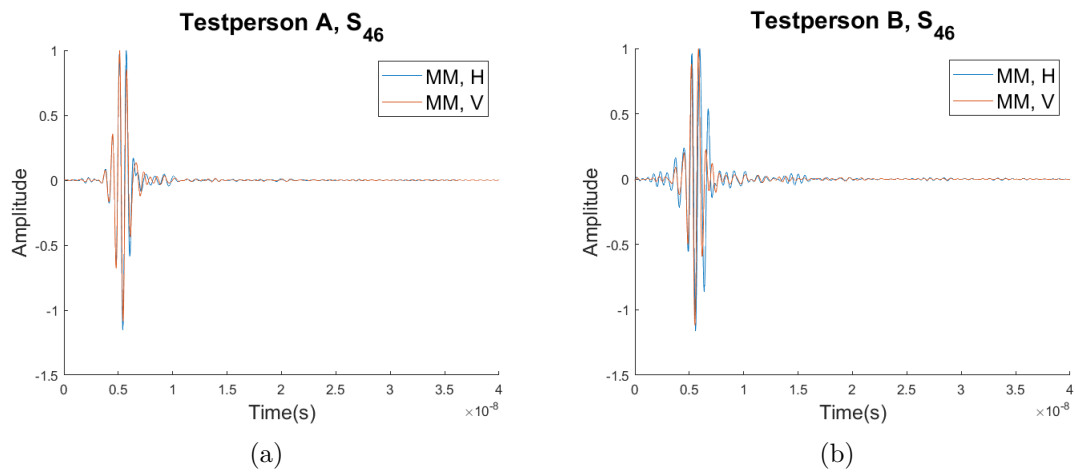 Testperson A, S46
MM, H
MM, V
Amplitude
1
0.5
0
-0.5
-1
-1.5
0 0.5 1 1.5 2 2.5 3 3.5 4
×10-8
Time(s)
(a)
Testperson B, S46
MM, H
MM, V
Amplitude
1
0.5
0
-0.5
-1
-1.5
0 0.5 1 1.5 2 2.5 3 3.5 4
×10-8
Time(s)
(b)